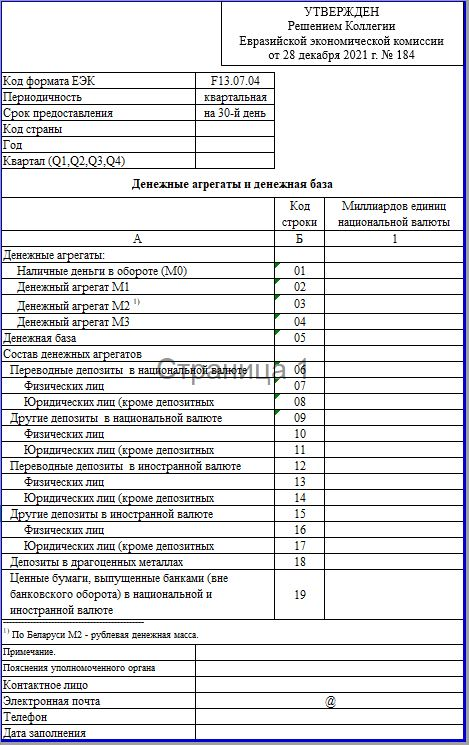 УТВЕРЖДЕН
Решением Коллегии
Евразийской экономической комиссии
от 28 декабря 2021 г. № 184
Код формата ЕЭК F13.07.04
Периодичность квартальная
Срок предоставления на 30-й день
Код страны
Год
Квартал (Q1,Q2,Q3,Q4)
Денежные агрегаты и денежная база
Код Миллиардов единиц
строки национальной валюты
А Б 1
Денежные агрегаты:
Наличные деньги в обороте (М0) 01
Денежный агрегат М1 02
Денежный агрегат М2 1) 03
Денежный агрегат М3 04
Денежная база 05
Состав денежных агрегатов
Страница 1
Переводные депозиты в национальной валюте 06
Физических лиц 07
Юридических лиц (кроме депозитных 08
Другие депозиты в национальной валюте 09
Физических лиц 10
Юридических лиц (кроме депозитных 11
Переводные депозиты в иностранной валюте 12
Физических лиц 13
Юридических лиц (кроме депозитных 14
Другие депозиты в иностранной валюте 15
Физических лиц 16
Юридических лиц (кроме депозитных 17
Депозиты в драгоценных металлах 18
Ценные бумаги, выпущенные банками (вне
банковского оборота) в национальной и 19
иностранной валюте
1) По Беларуси М2 - рублевая денежная масса.
Примечание.
Пояснения уполномоченного органа
Контактное лицо
Электронная почта @
Телефон
Дата заполнения